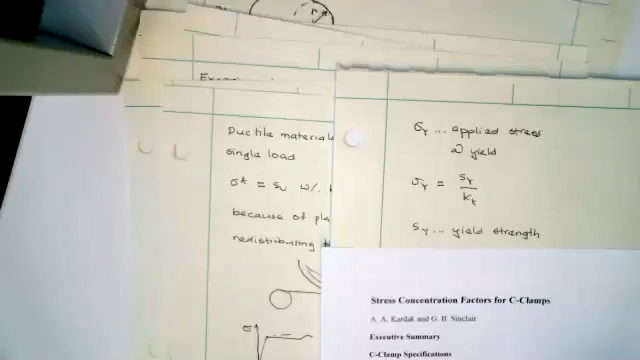 r
Ductile materia
single load
σ* = Su w/.
because of pla
redistributing
σ
σY ... applied stress
@ yield
σY = SY / Kt
SY ... yield strength
Stress Concentration Factors for C-Clamps
A. A. Kardak and G. B. Sinclair
Executive Summary
C-Clamp Specifications